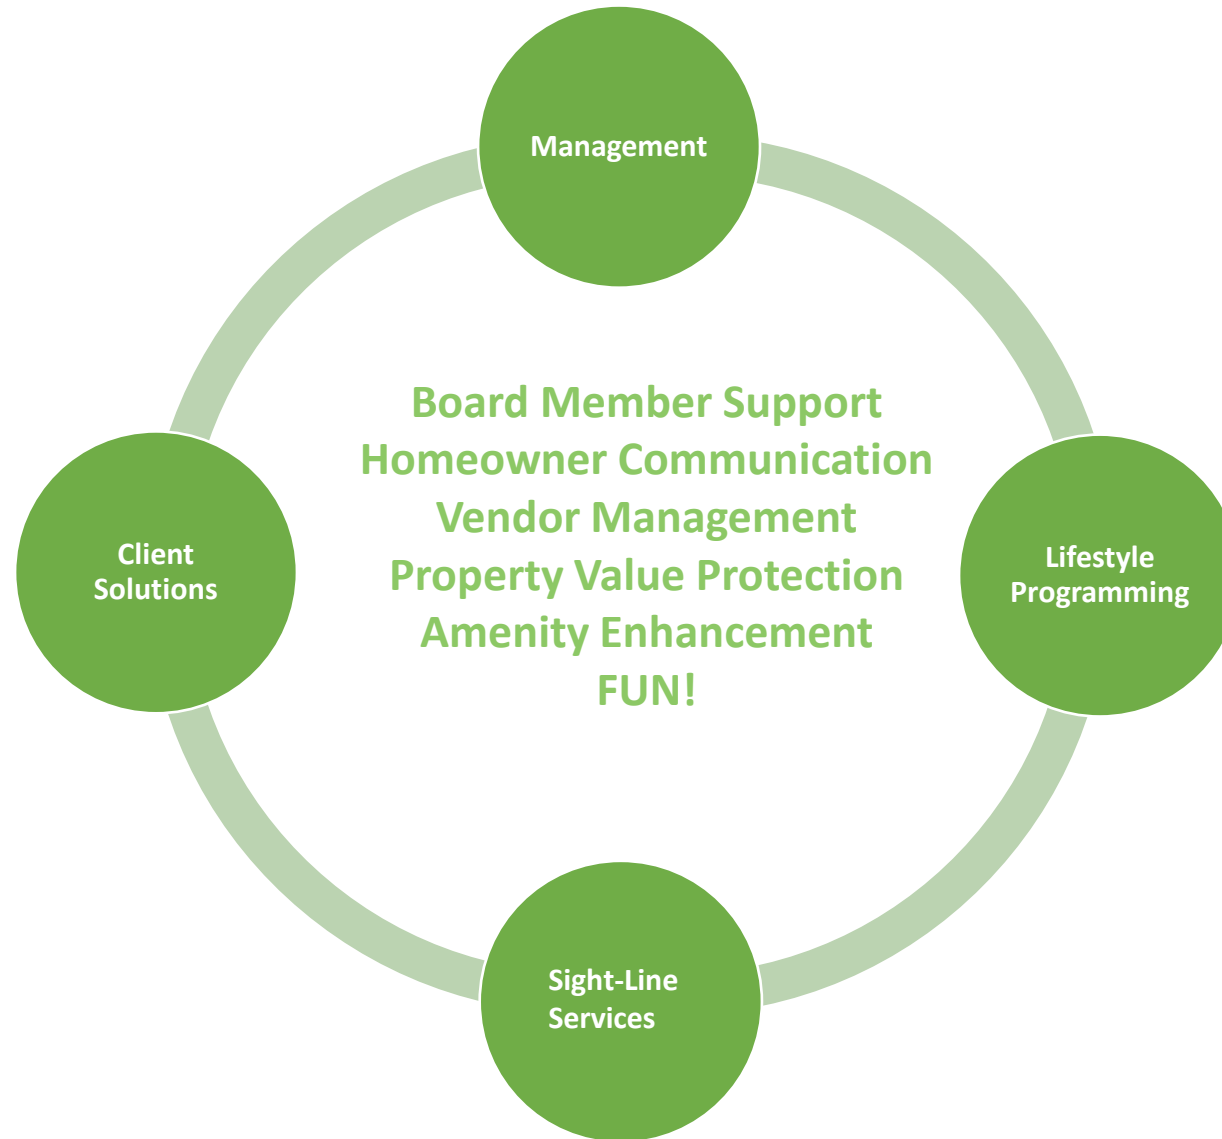 Management
Board Member Support
Homeowner Communication
Vendor Management
Property Value Protection
Amenity Enhancement
FUN!
Client
Solutions
Lifestyle
Programming
Sight-Line
Services